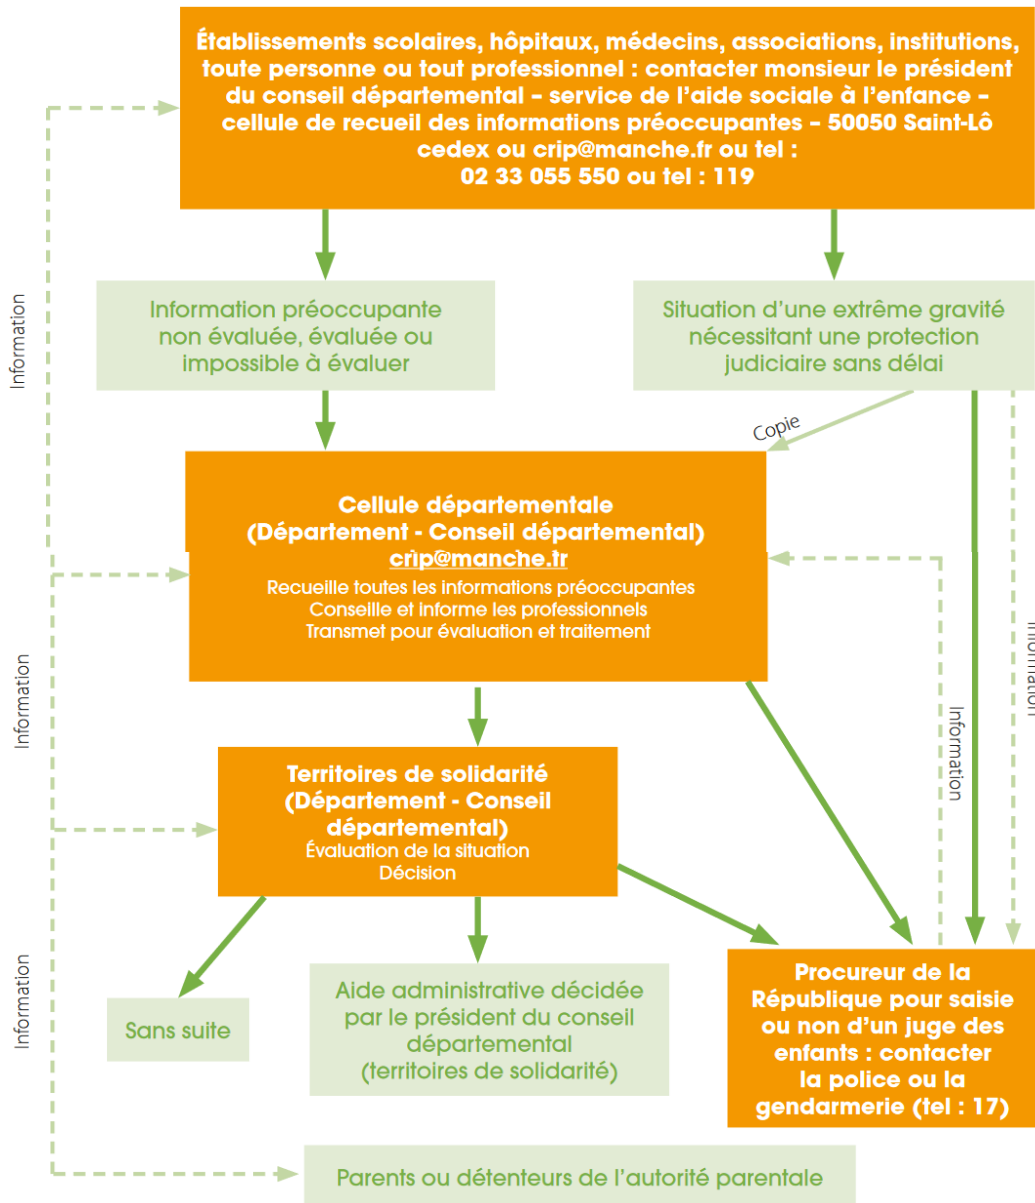 Établissements scolaires, hôpitaux, médecins, associations, institutions,
toute personne ou tout professionnel : contacter monsieur le président
du conseil départemental – service de l'aide sociale à l'enfance –
cellule de recueil des informations préoccupantes – 50050 Saint-Lô
cedex ou crip@manche.fr ou tel :
02 33 055 550 ou tel : 119
Information
Information préoccupante
non évaluée, évaluée ou
impossible à évaluer
Situation d'une extrême gravité
nécessitant une protection
judiciaire sans délai
Copie
Cellule départementale
(Département - Conseil départemental)
crip@manche.fr
Recueille toutes les informations préoccupantes
Conseille et informe les professionnels
Transmet pour évaluation et traitement
Information
Information
Information
Territoires de solidarité
(Département - Conseil
départemental)
Évaluation de la situation
Décision
Information
Sans suite
Aide administrative décidée
par le président du conseil
départemental
(territoires de solidarité)
Procureur de la
République pour saisie
ou non d'un juge des
enfants : contacter
la police ou la
gendarmerie (tel : 17)
Parents ou détenteurs de l'autorité parentale